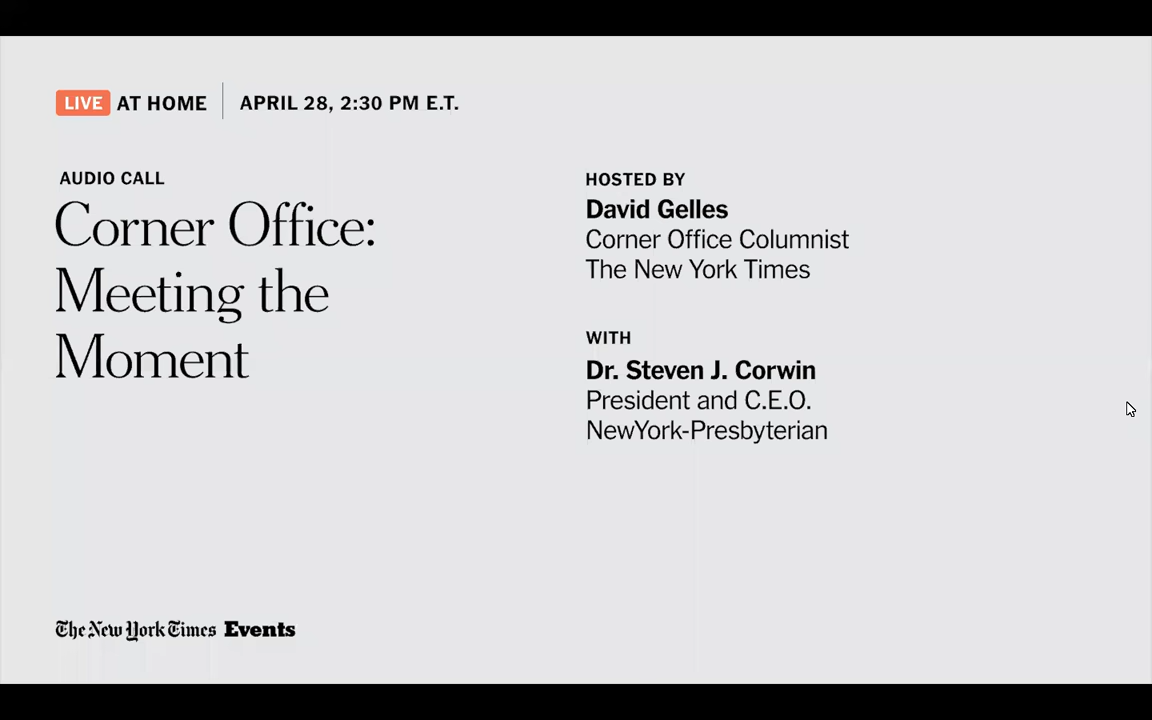 LIVE AT HOME | APRIL 28, 2:30 PM E.T.
AUDIO CALL
Corner Office:
Meeting the
Moment
HOSTED BY
David Gelles
Corner Office Columnist
The New York Times
WITH
Dr. Steven J. Corwin
President and C.E.O.
NewYork-Presbyterian
The New York Times Events